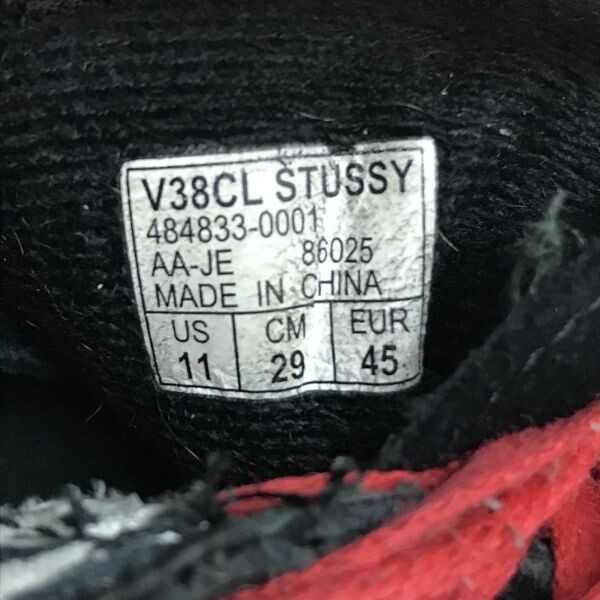 V38CL STUSSY
484833-0001
AA-JE 86025
MADE IN CHINA
US CM EUR
11 29 45